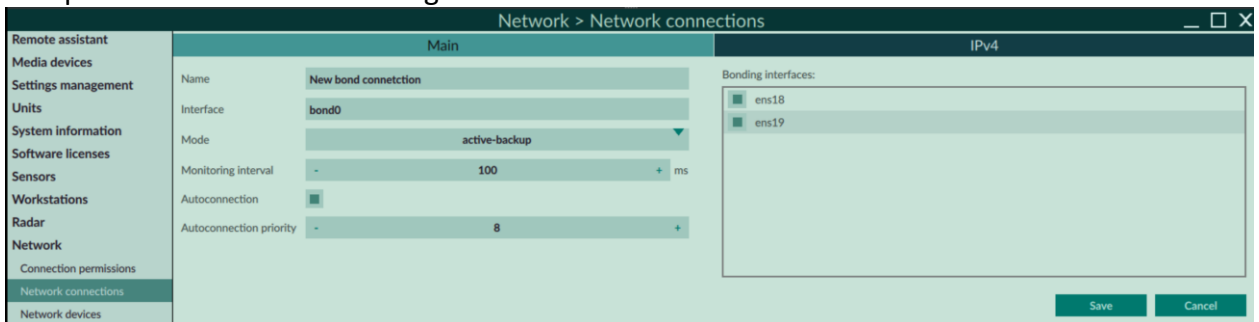 Network > Network connections
Remote assistant
Media devices
Settings management
Units
System information
Software licenses
Sensors
Workstations
Radar
Network
Connection permissions
Network connections
Network devices
Main
IPv4
Name New bond connetction
Interface bond0
Mode active-backup
Monitoring interval - 100 + ms
Autoconnection
Autoconnection priority - 8 +
Bonding interfaces:
ens18
ens19
Save Cancel